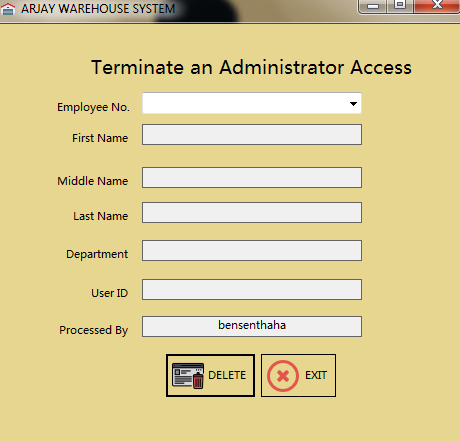 ARJAY WAREHOUSE SYSTEM
Terminate an Administrator Access
Employee No.
First Name
Middle Name
Last Name
Department
User ID
Processed By bensenthaha
DELETE EXIT